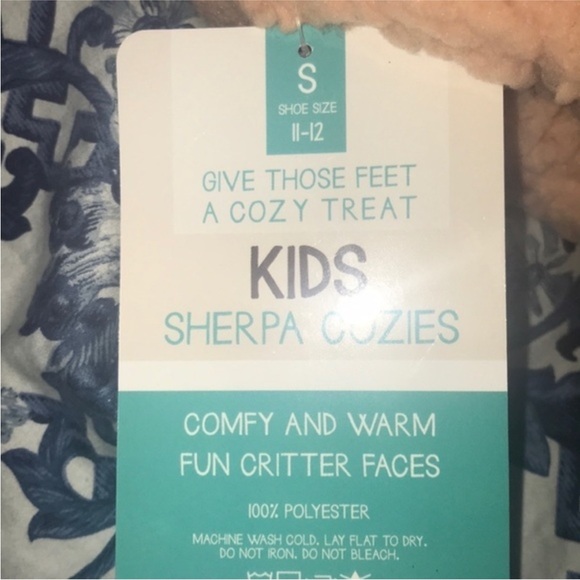 S
SHOE SIZE
11-12
GIVE THOSE FEET
A COZY TREAT
KIDS
SHERPA COZIES
COMFY AND WARM
FUN CRITTER FACES
100% POLYESTER
MACHINE WASH COLD. LAY FLAT TO DRY.
DO NOT IRON. DO NOT BLEACH.